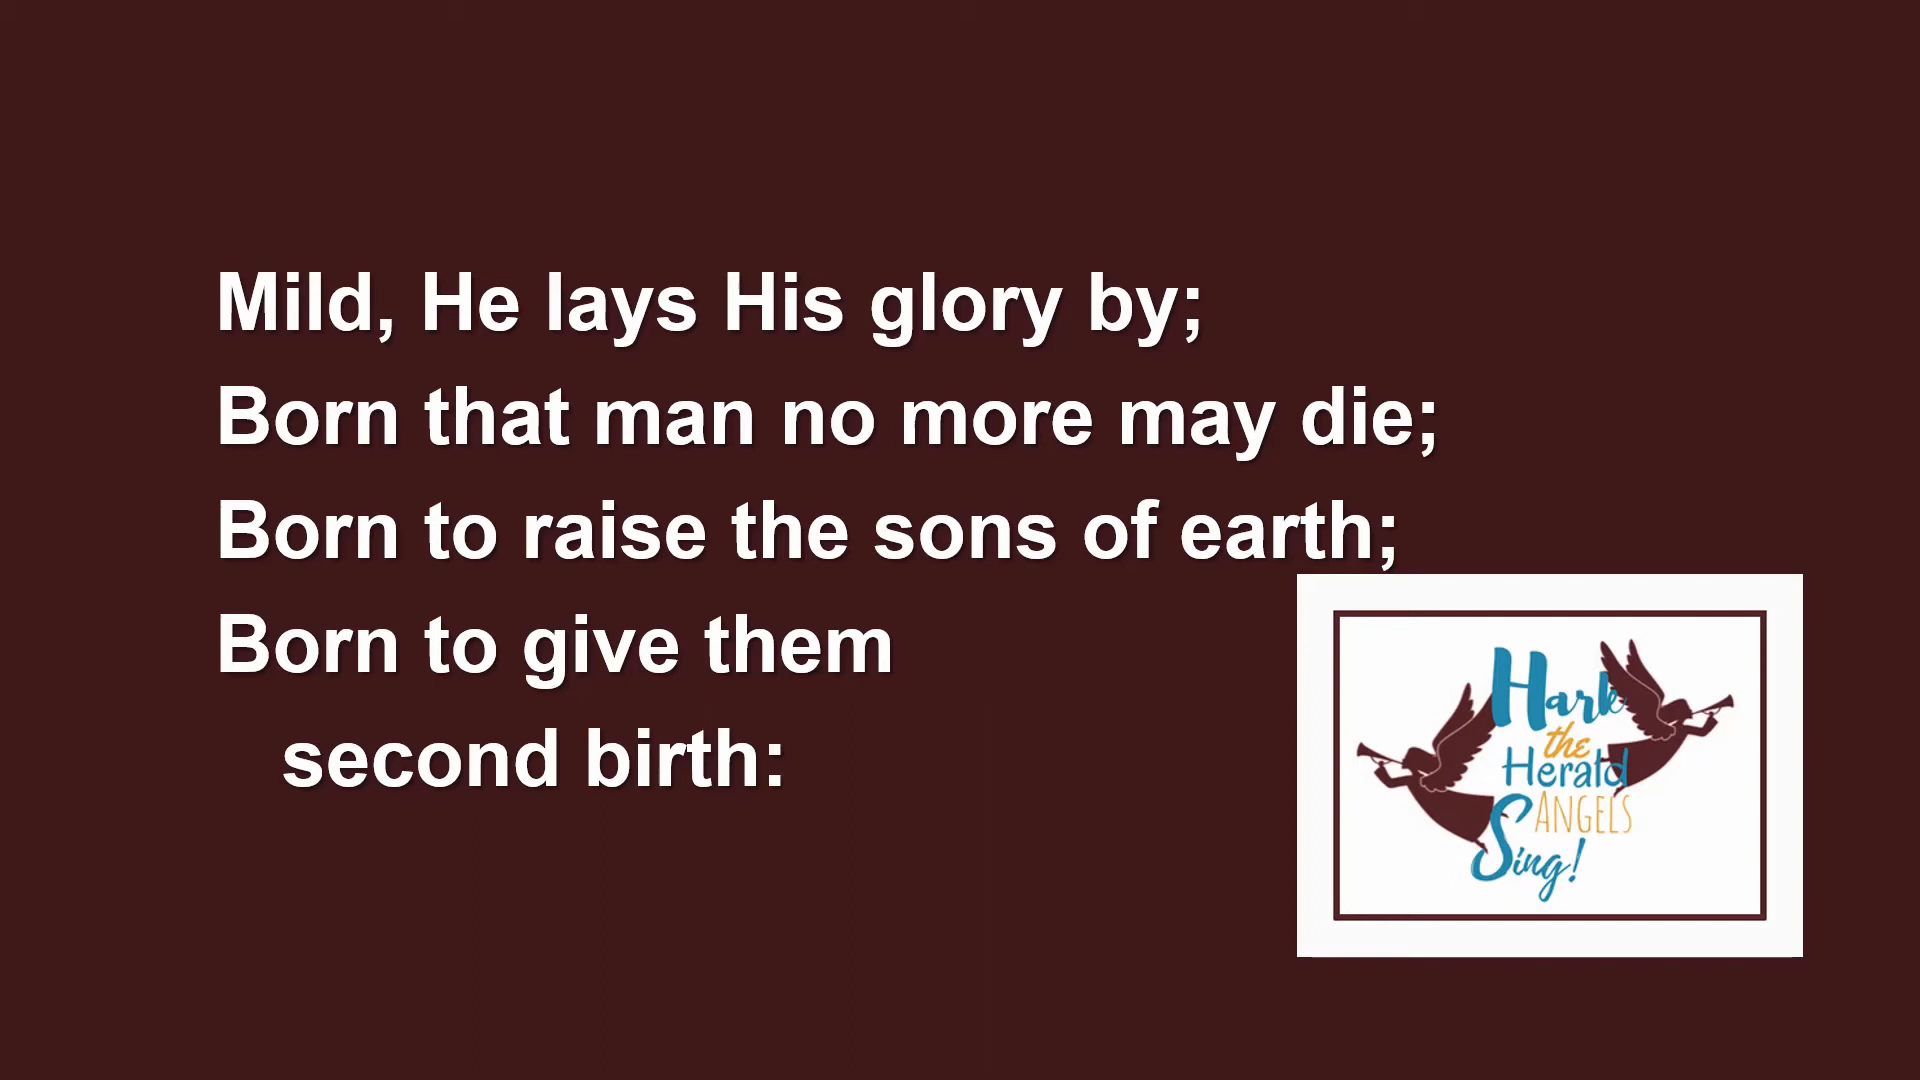 Mild, He lays His glory by;
Born that man no more may die;
Born to raise the sons of earth;
Born to give them
second birth:
Hark
the
Herald
ANGELS
Sing!